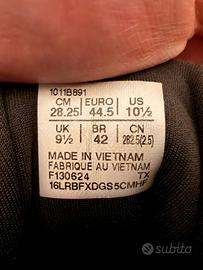 1011B891
CM EURO US
28.25 44.5 10½
UK BR CN
9½ 42 282.5(2.5)
MADE IN VIETNAM
FABRIQUE AU VIETNAM
F130624 TX
16LRBFXDGS5CMHF
subito